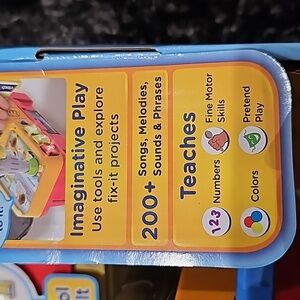 Imaginative Play
Use tools and explore
fix-it projects
200+ Songs, Melodies,
Sounds & Phrases
Teaches
123 Numbers
Fine Motor
Skills
Colors
Pretend
Play